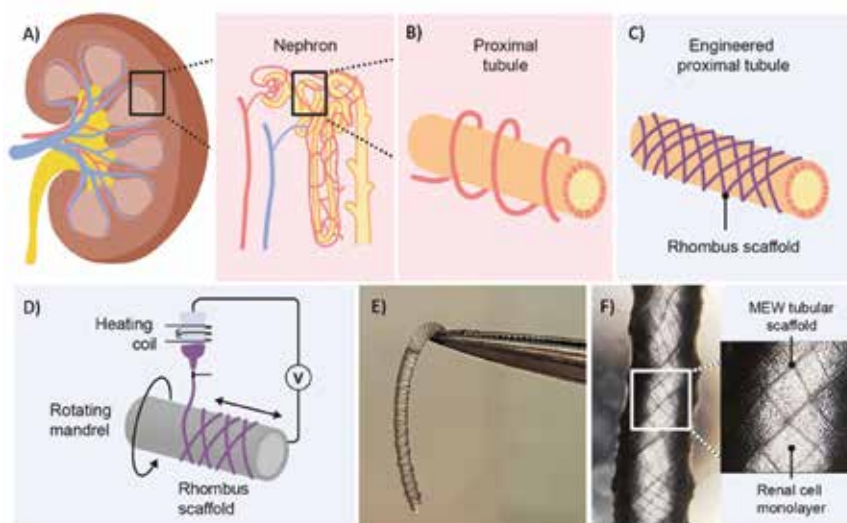 A)
Nephron
B)
Proximal
tubule
C)
Engineered
proximal tubule
Rhombus scaffold
D)
Heating
coil
V
Rotating
mandrel
Rhombus
scaffold
E)
F)
MEW tubular
scaffold
Renal cell
monolayer